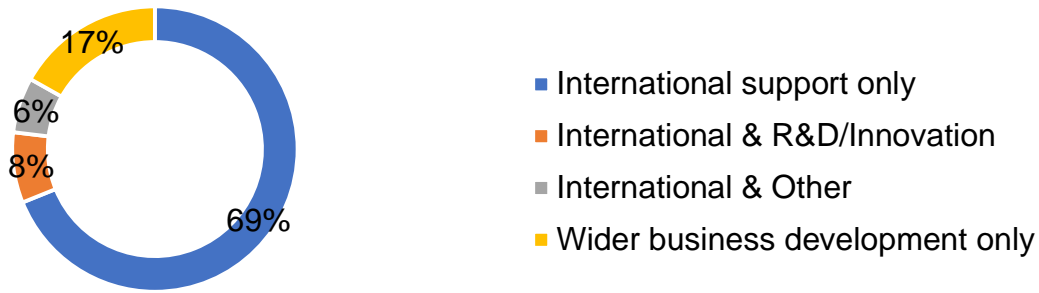 17%
6%
8%
69%
International support only
International & R&D/Innovation
International & Other
Wider business development only